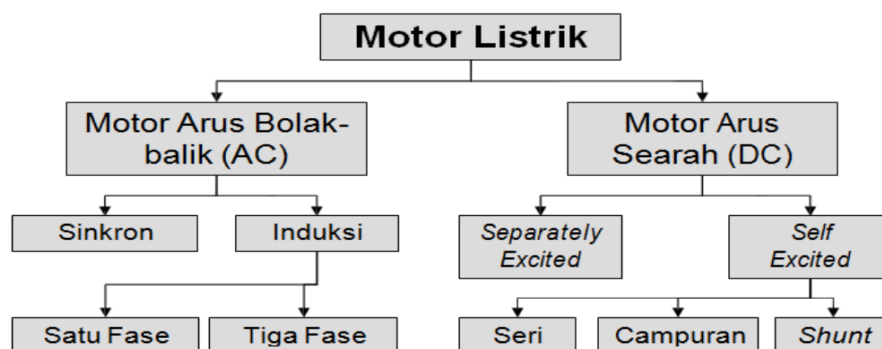 Motor Listrik
Motor Arus Bolak-
balik (AC)
Motor Arus
Searah (DC)
Sinkron
Induksi
Separately
Excited
Self
Excited
Satu Fase
Tiga Fase
Seri
Campuran
Shunt